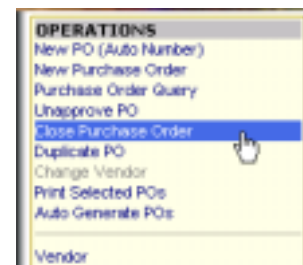 OPERATIONS
New PO (Auto Number)
New Purchase Order
Purchase Order Query
Unapprove PO
Close Purchase Order
Duplicate PO
Change Vendor
Print Selected POs
Auto Generate POs
Vendor